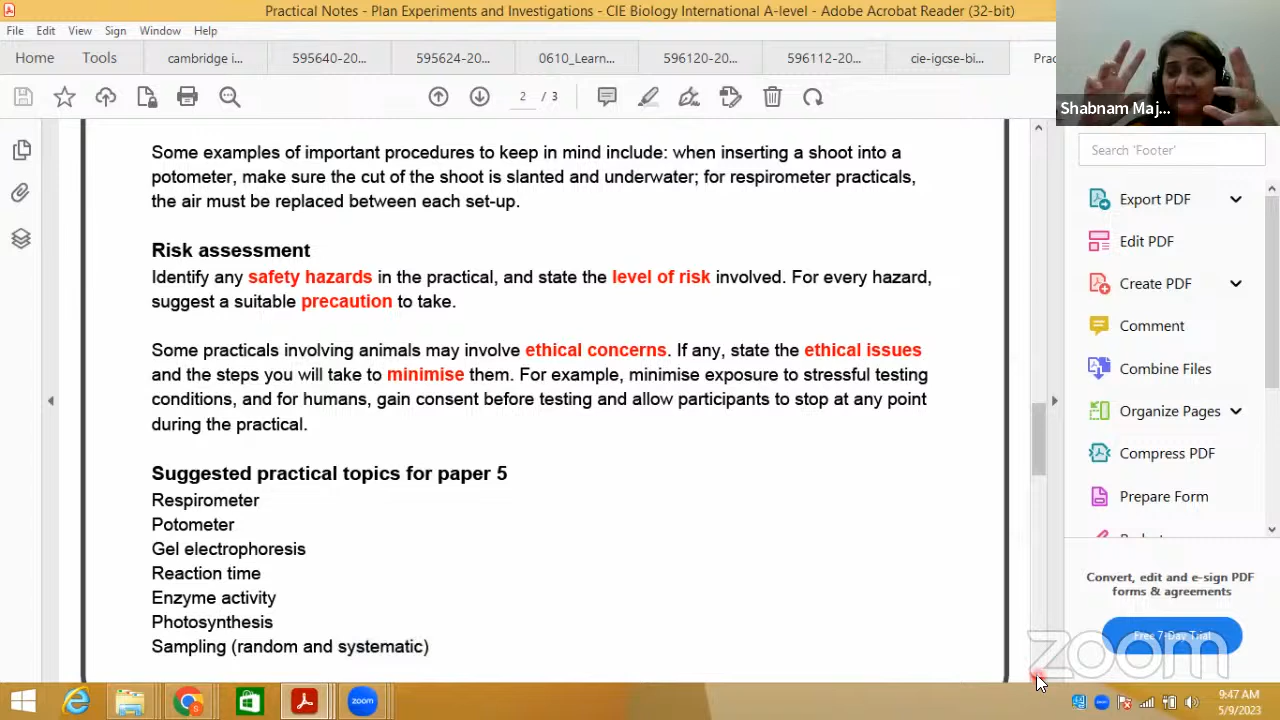 Practical Notes - Plan Experiments and Investigations - CIE Biology International A-level - Adobe Acrobat Reader (32-bit)
File Edit View Sign Window Help
Home Tools cambridge i... 595640-20... 595624-20... 0610_Learn... 596120-20... 596112-20... cie-igcse-bi... Prac
2 / 3
Shabnam Maj...
Search 'Footer'
Some examples of important procedures to keep in mind include: when inserting a shoot into a
potometer, make sure the cut of the shoot is slanted and underwater; for respirometer practicals,
the air must be replaced between each set-up.
Risk assessment
Identify any safety hazards in the practical, and state the level of risk involved. For every hazard,
suggest a suitable precaution to take.
Some practicals involving animals may involve ethical concerns. If any, state the ethical issues
and the steps you will take to minimise them. For example, minimise exposure to stressful testing
conditions, and for humans, gain consent before testing and allow participants to stop at any point
during the practical.
Suggested practical topics for paper 5
Respirometer
Potometer
Gel electrophoresis
Reaction time
Enzyme activity
Photosynthesis
Sampling (random and systematic)
Export PDF
Edit PDF
Create PDF
Comment
Combine Files
Organize Pages
Compress PDF
Prepare Form
Convert, edit and e-sign PDF
forms & agreements
Free 7-Day Trial
zoom
zoom
9:47 AM
5/9/2023